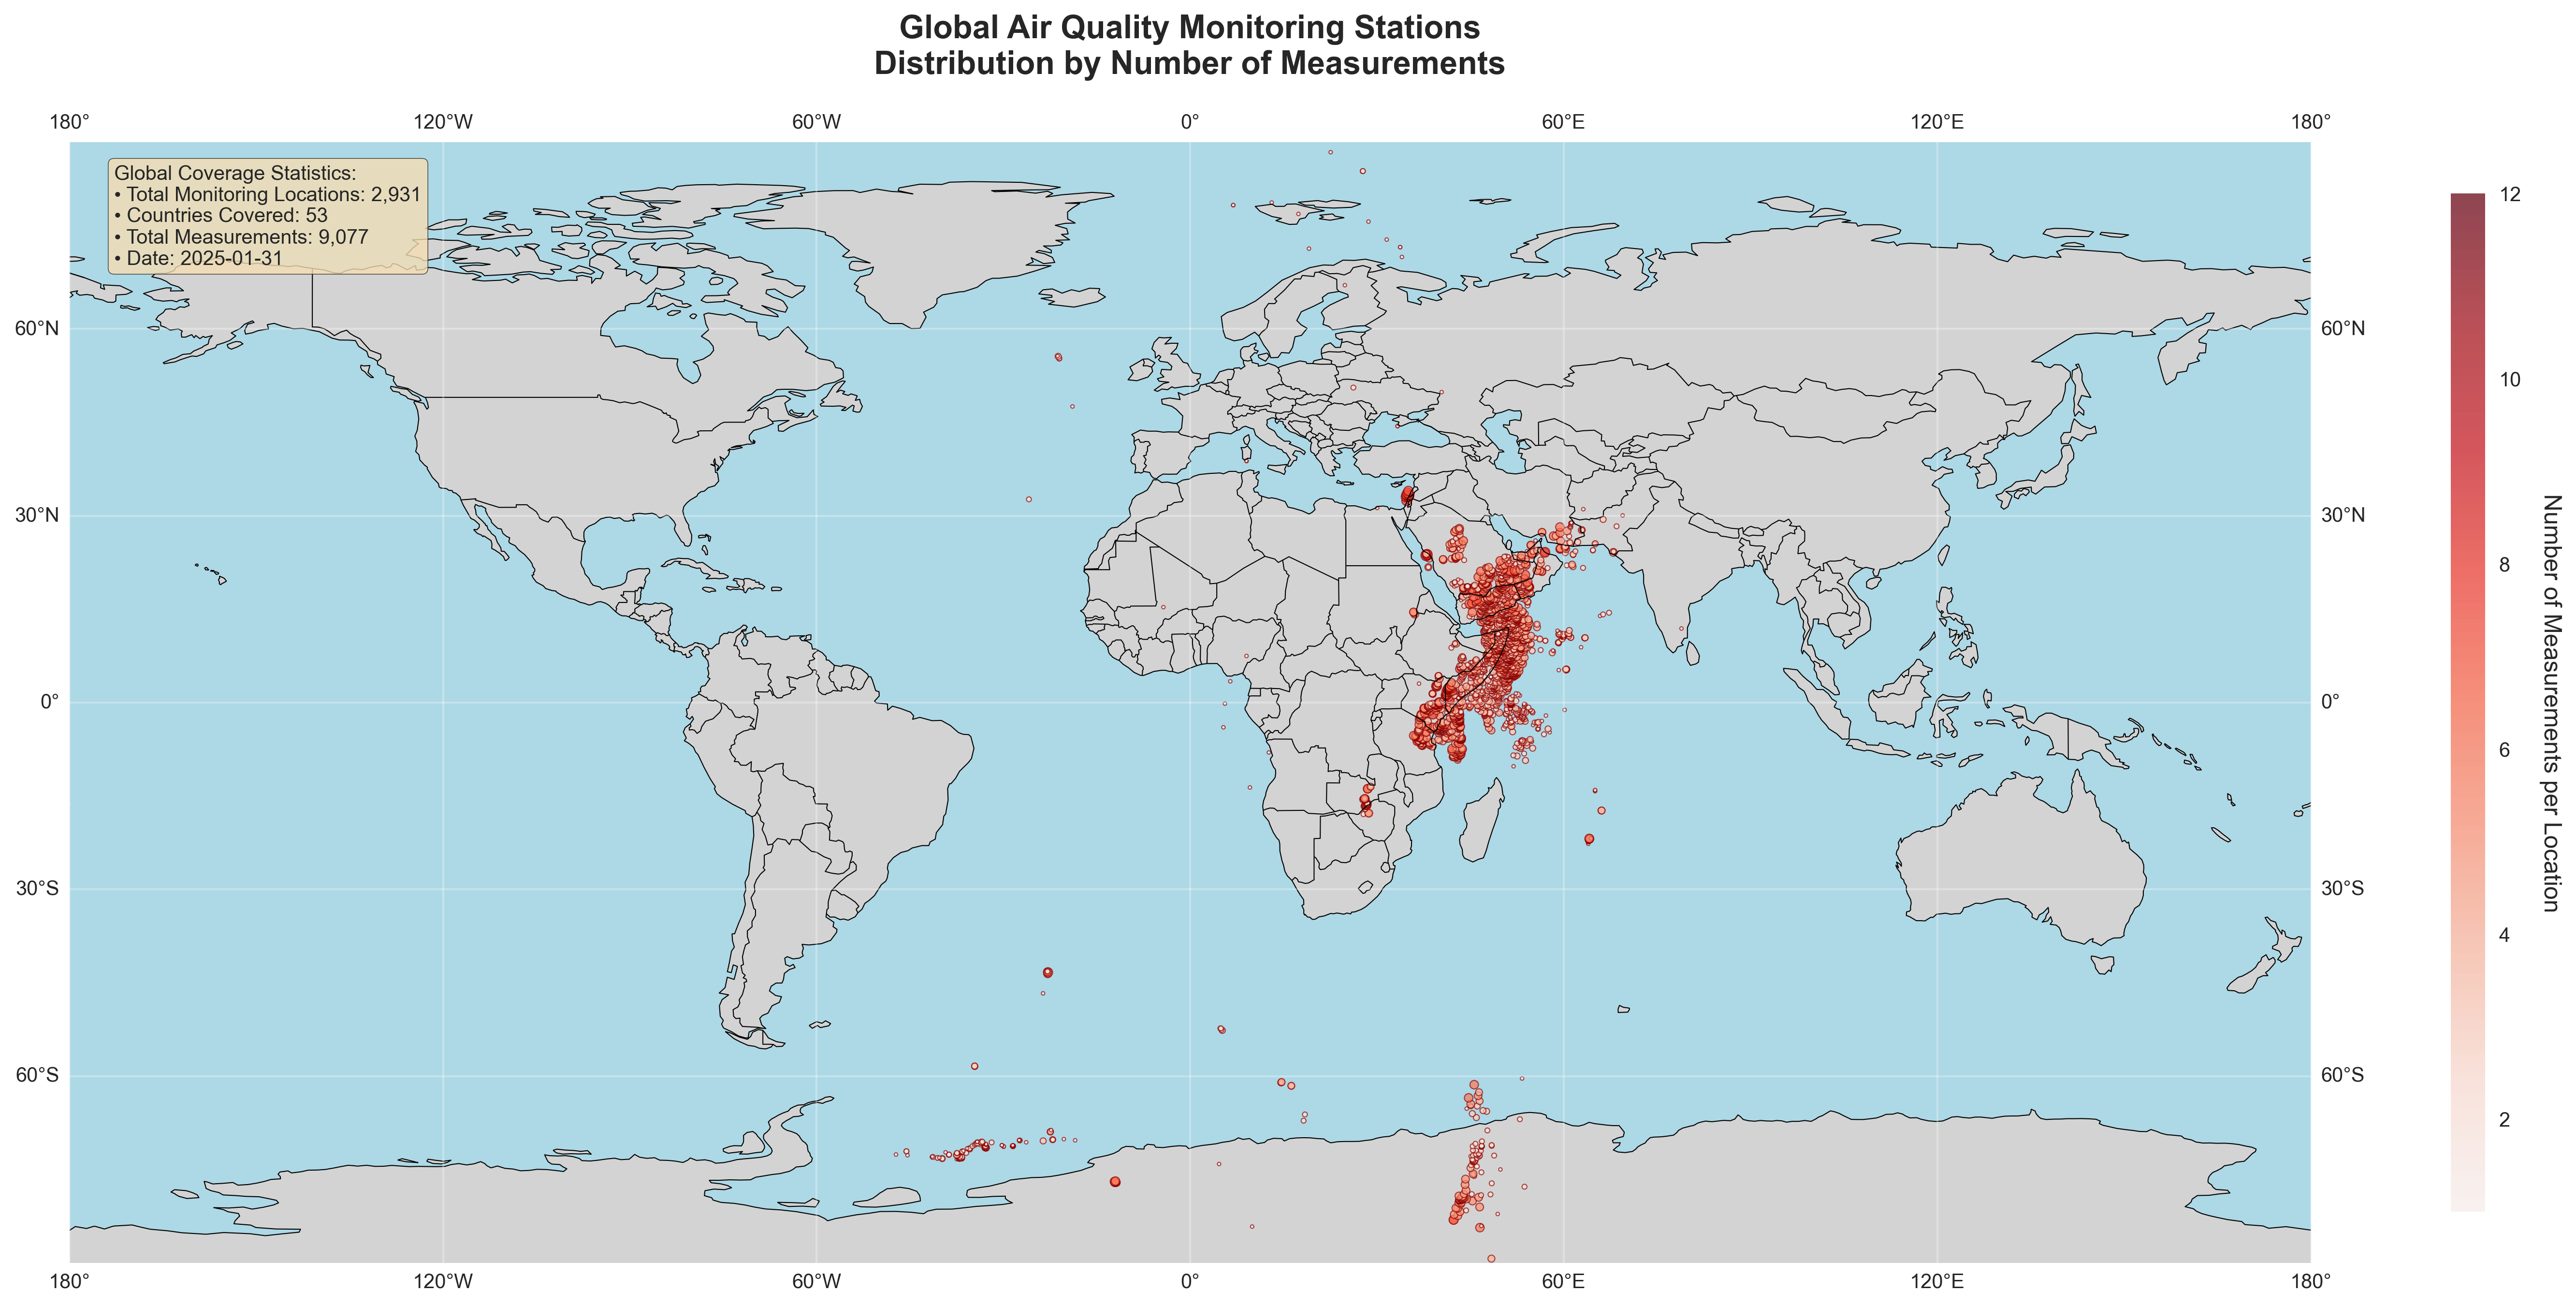 Global Air Quality Monitoring Stations
Distribution by Number of Measurements
180° 120°W 60°W 0° 60°E 120°E 180°
Global Coverage Statistics:
• Total Monitoring Locations: 2,931
• Countries Covered: 53
• Total Measurements: 9,077
• Date: 2025-01-31
60°N 60°N
30°N 30°N
0° 0°
30°S 30°S
60°S 60°S
180° 120°W 60°W 0° 60°E 120°E 180°
12
10
8
6
4
2
Number of Measurements per Location